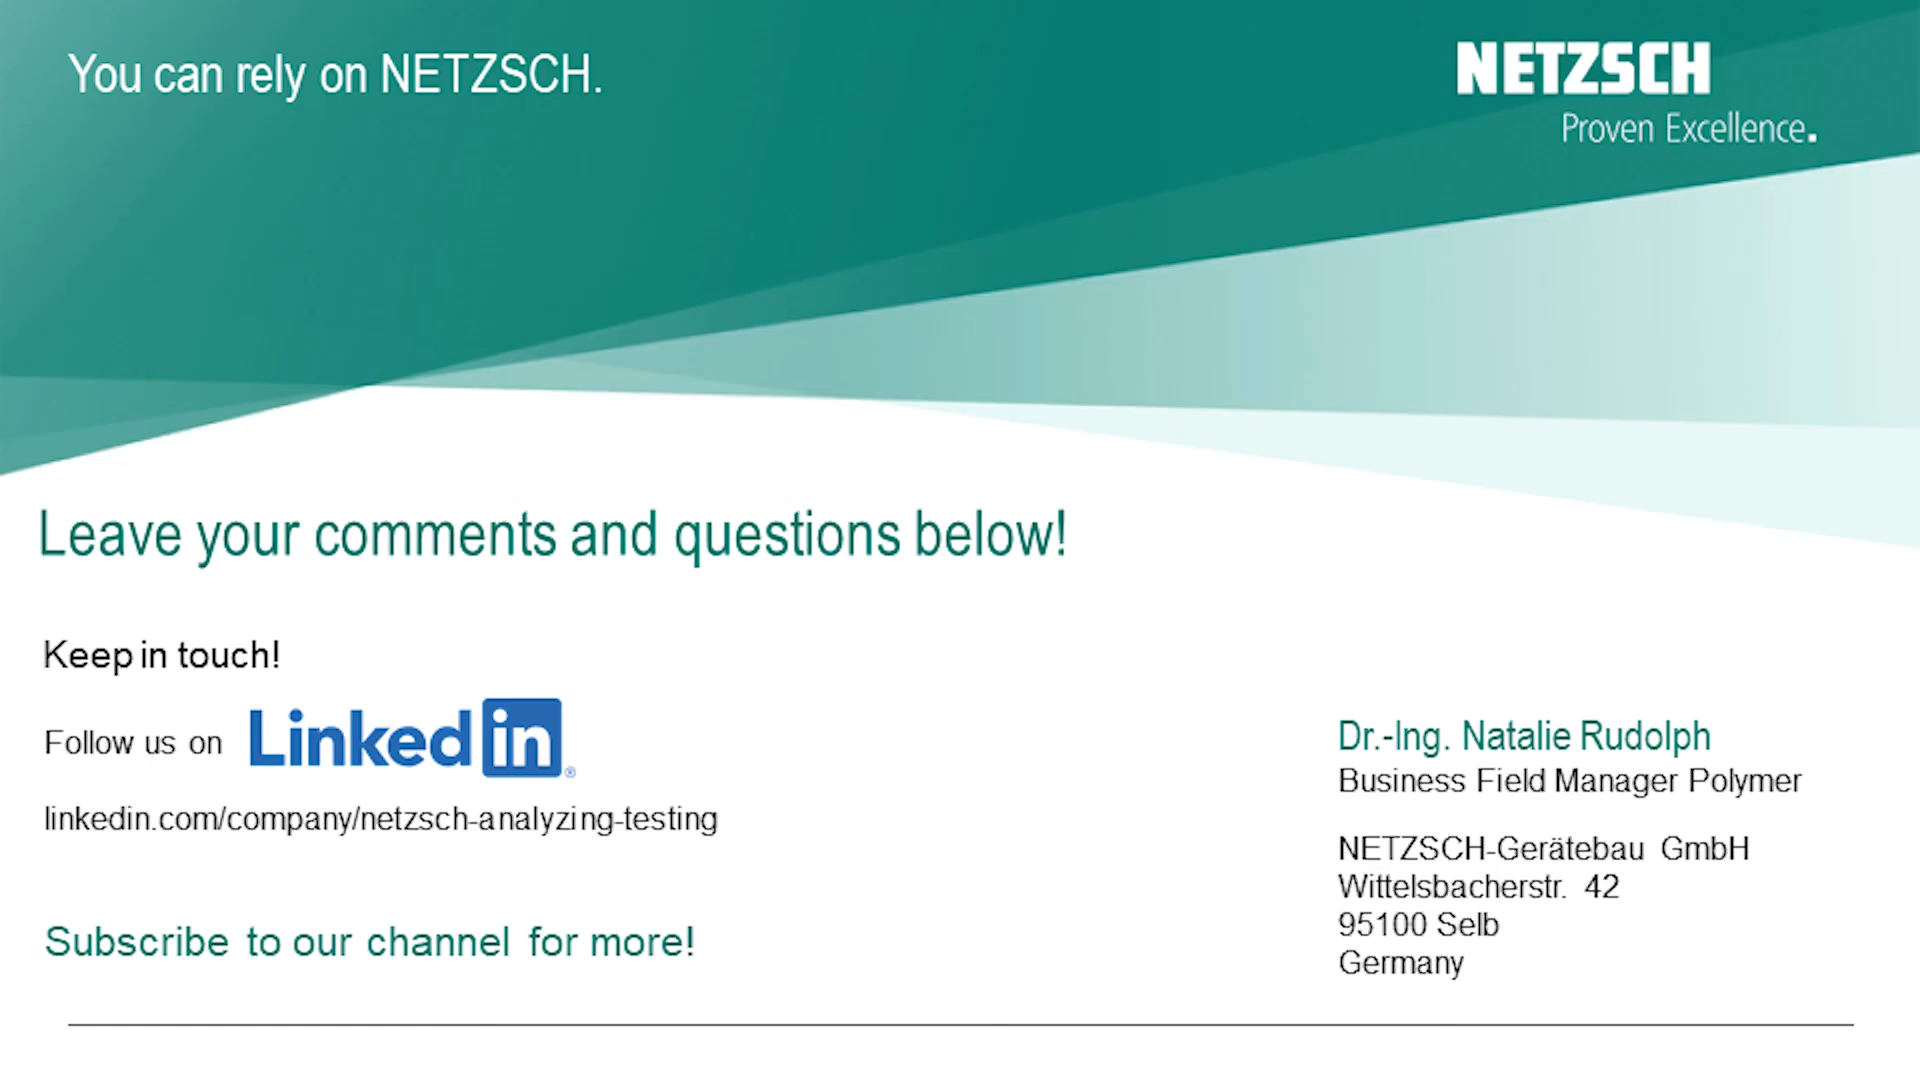 You can rely on NETZSCH.
NETZSCH
Proven Excellence.
Leave your comments and questions below!
Keep in touch!
Follow us on Linkedin®
linkedin.com/company/netzsch-analyzing-testing
Subscribe to our channel for more!
Dr.-Ing. Natalie Rudolph
Business Field Manager Polymer
NETZSCH-Gerätebau GmbH
Wittelsbacherstr. 42
95100 Selb
Germany